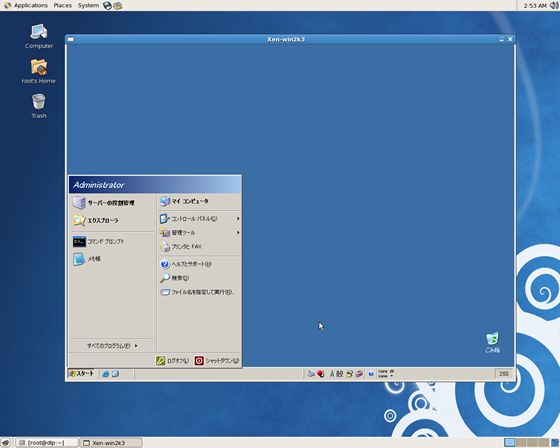 Applications Places System
2:53 AM
Computer
root's Home
Trash
Xen-win2k3
Administrator
サーバーの役割管理
エクスプローラ
コマンド プロンプト
メモ帳
すべてのプログラム(P)
マイ コンピュータ
コントロール パネル(C)
管理ツール
プリンタと FAX
ヘルプとサポート(H)
検索(S)
ファイル名を指定して実行(R)...
ログオフ(L)
シャットダウン(U)
ごみ箱
スタート
A 般
CAPS
KANA
2:53
[root@dlp:~]
Xen-win2k3